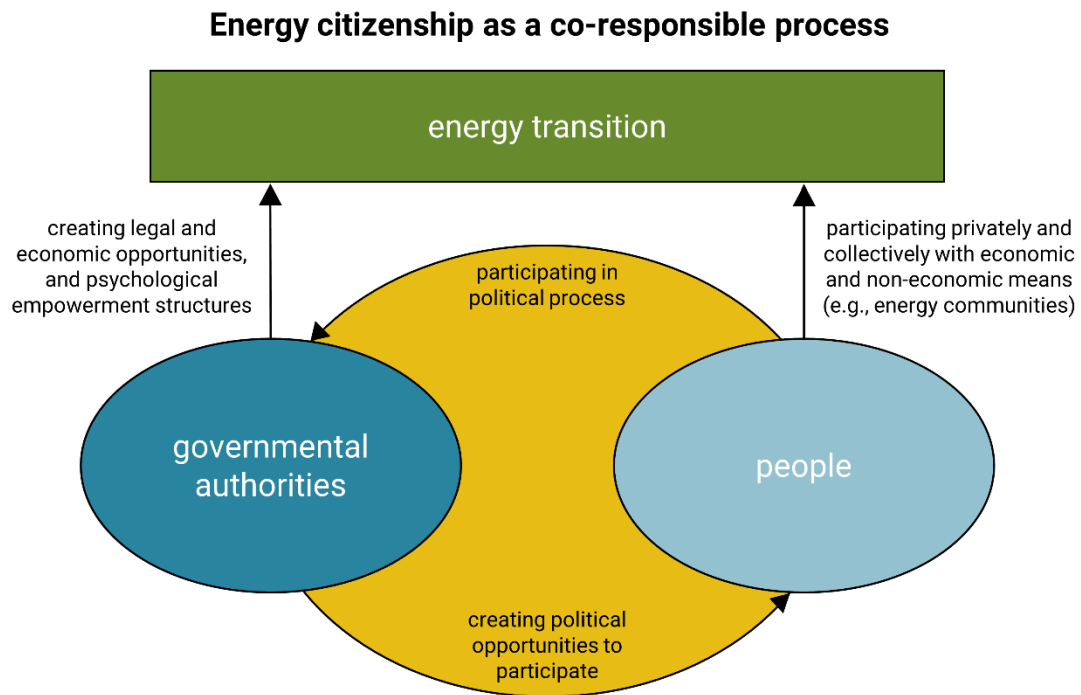 Energy citizenship as a co-responsible process
energy transition
creating legal and
economic opportunities,
and psychological
empowerment structures
participating in
political process
participating privately and
collectively with economic
and non-economic means
(e.g., energy communities)
governmental
authorities
people
creating political
opportunities to
participate